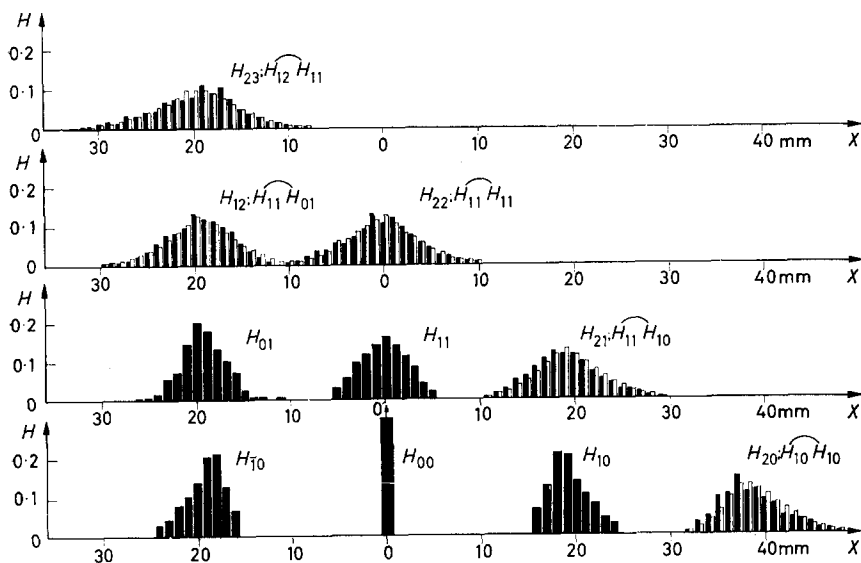 H
0·2
0·1
0
H₂₃;H₁₂ H₁₁
30 20 10 0 10 20 30 40 mm X
H
0·2
0·1
0
H₁₂;H₁₁ H₀₁
H₂₂;H₁₁ H₁₁
30 20 10 0 10 20 30 40mm X
H
0·2
0·1
0
H₀₁
H₁₁
H₂₁;H₁₁ H₁₀
30 20 10 0 10 20 30 40mm X
H
0·2
0·1
0
H₁̄₀
H₀₀
H₁₀
H₂₀;H₁₀ H₁₀
30 20 10 0 10 20 30 40mm X